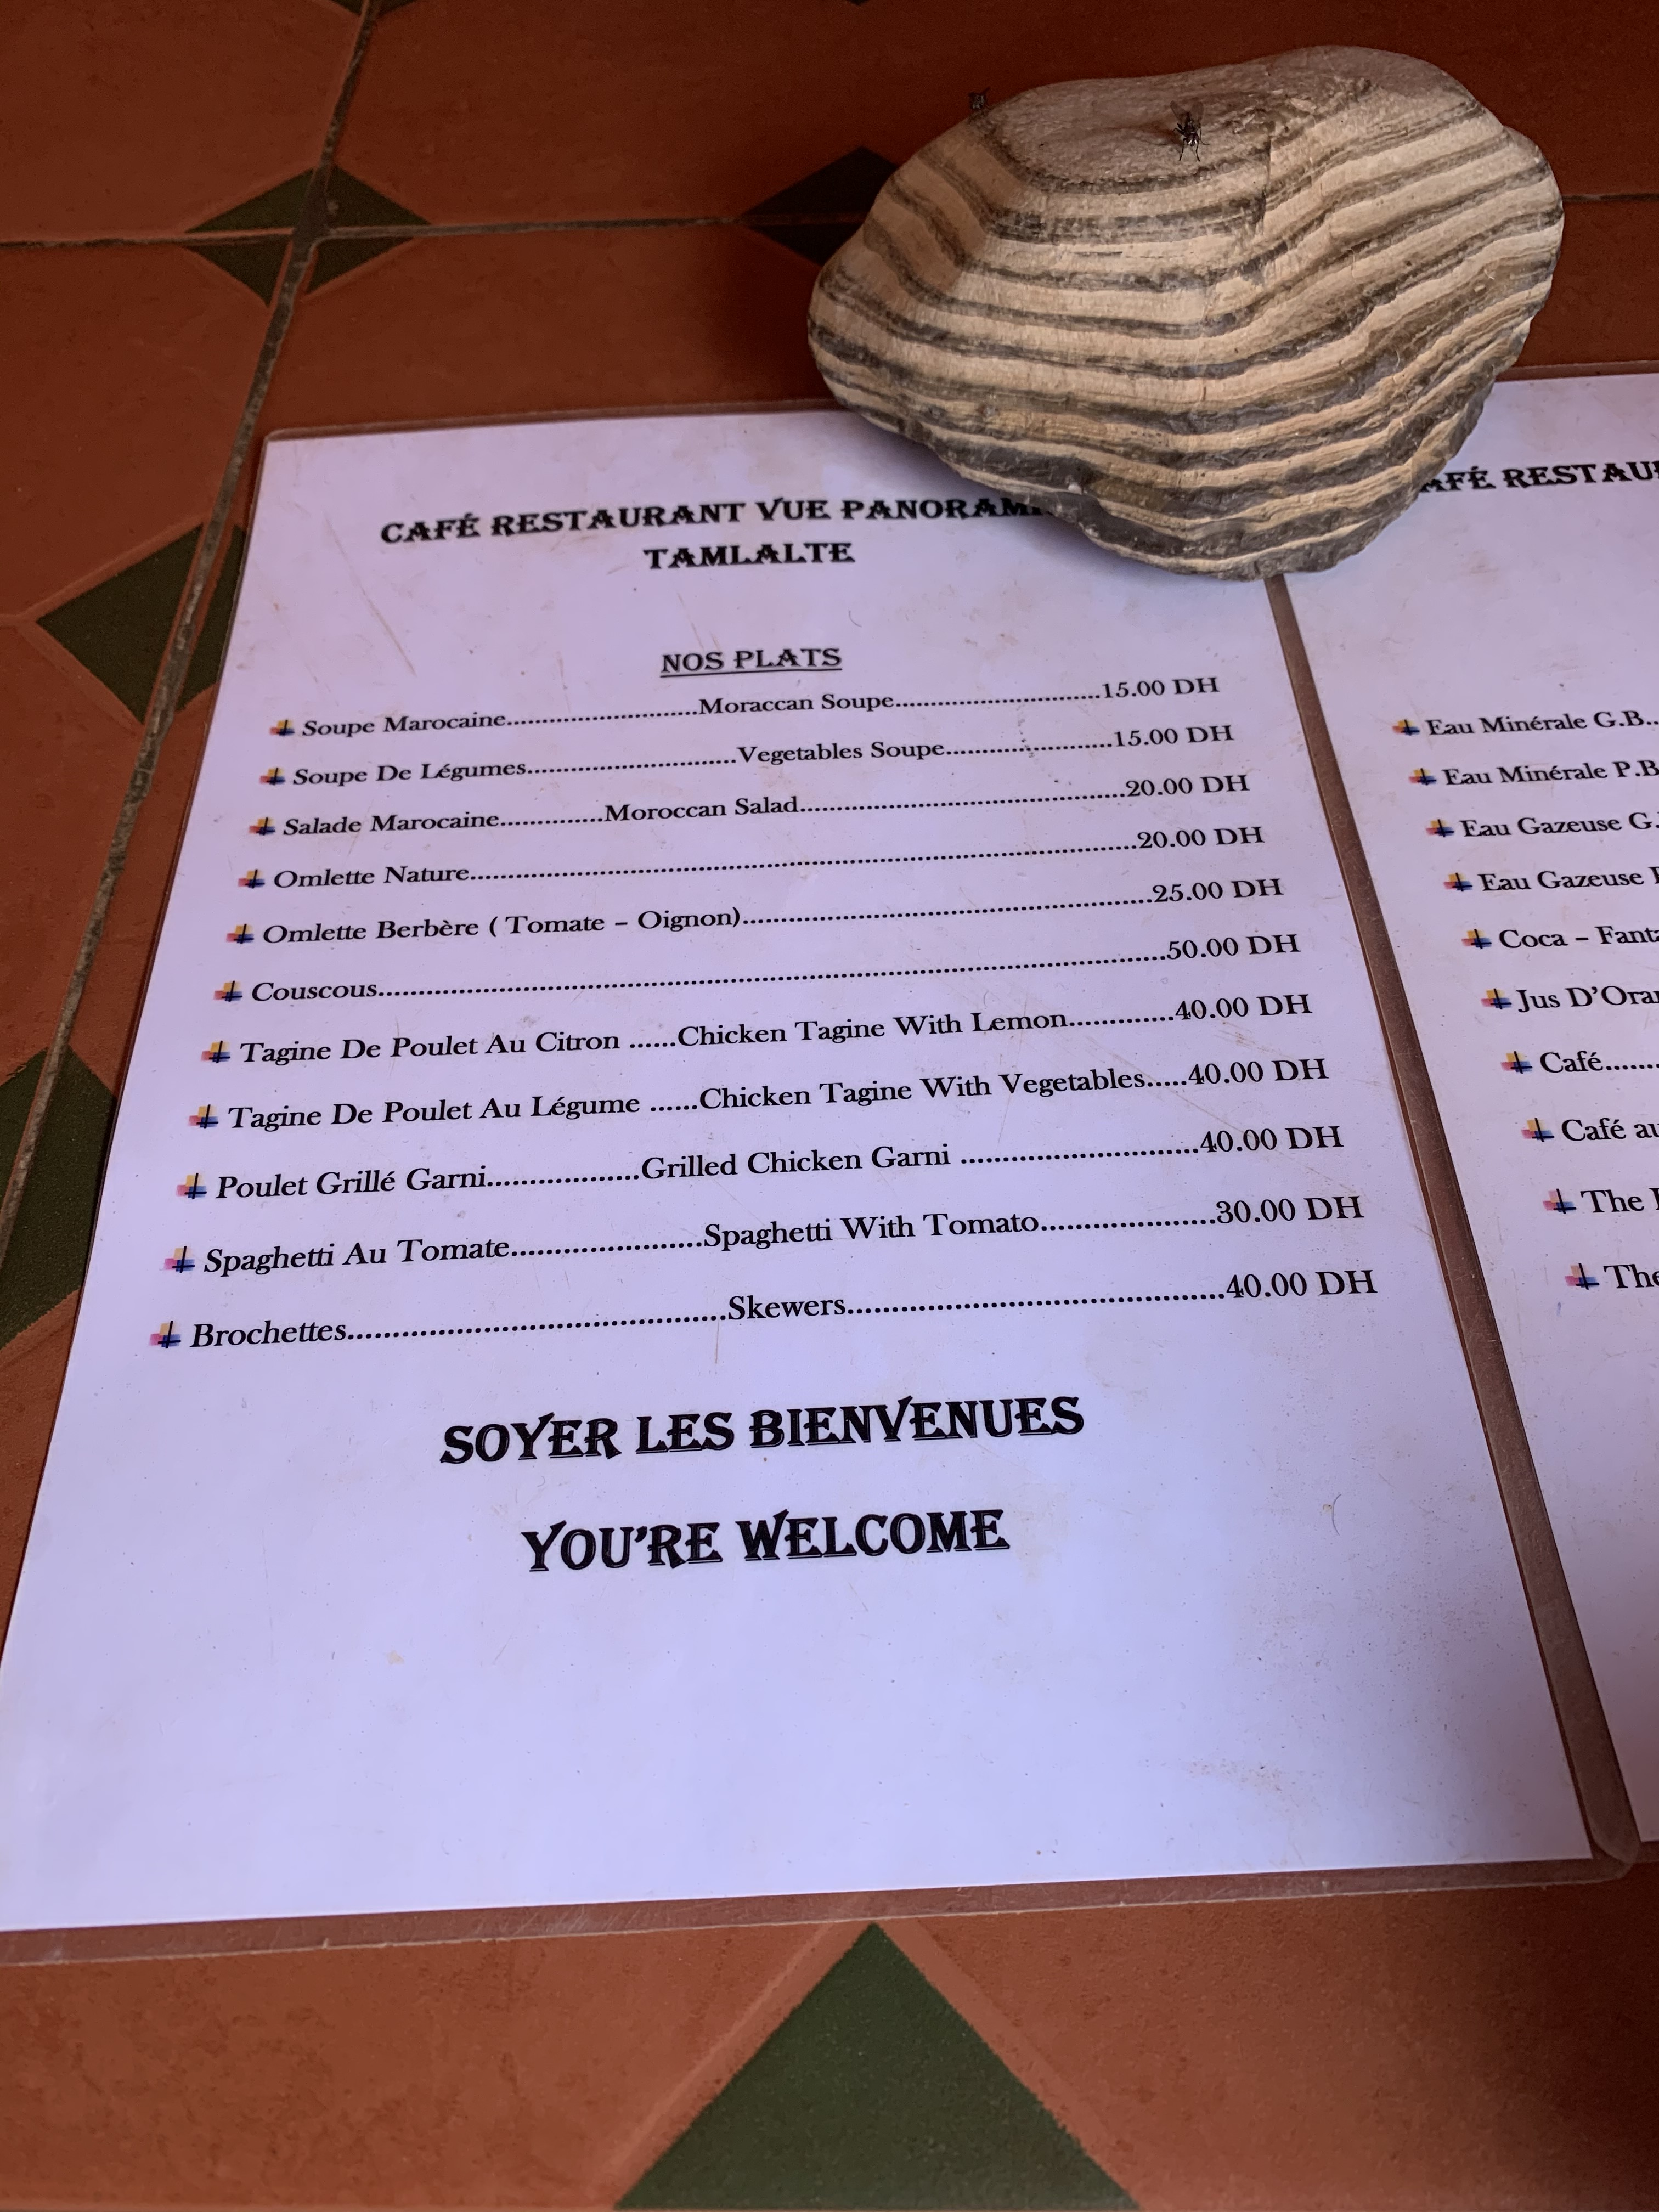 CAFÉ RESTAURANT VUE
TAMLALTE
NOS PLATS
Soupe Marocaine..........................Moraccan Soupe............................15.00 DH
Soupe De Légumes............................Vegetables Soupe......................15.00 DH
Salade Marocaine..............Moroccan Salad...........................................20.00 DH
Omlette Nature..........................................................................................20.00 DH
Omlette Berbère ( Tomate – Oignon).......................................................25.00 DH
Couscous.....................................................................................................50.00 DH
Tagine De Poulet Au Citron ......Chicken Tagine With Lemon.............40.00 DH
Tagine De Poulet Au Légume ......Chicken Tagine With Vegetables.....40.00 DH
Poulet Grillé Garni...................Grilled Chicken Garni .............................40.00 DH
Spaghetti Au Tomate.......................Spaghetti With Tomato.....................30.00 DH
Brochettes.............................................Skewers............................................40.00 DH
SOYER LES BIENVENUES
YOU'RE WELCOME
Eau Minérale G.B..
Eau Minérale P.B
Eau Gazeuse G.
Eau Gazeuse
Coca –
Jus
Café.......
Café au
The
The